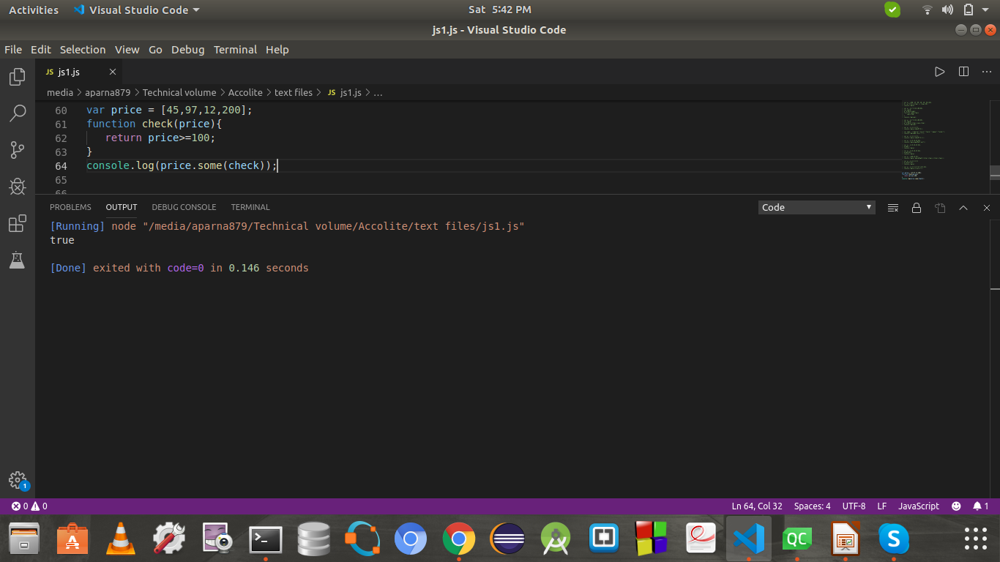 Activities Visual Studio Code Sat 5:42 PM
js1.js - Visual Studio Code
File Edit Selection View Go Debug Terminal Help
JS js1.js
media > aparna879 > Technical volume > Accolite > text files > JS js1.js > ...
60 var price = [45,97,12,200];
61 function check(price){
62 return price>=100;
63 }
64 console.log(price.some(check));
65
66
PROBLEMS OUTPUT DEBUG CONSOLE TERMINAL Code
[Running] node "/media/aparna879/Technical volume/Accolite/text files/js1.js"
true
[Done] exited with code=0 in 0.146 seconds
1
0 0 Ln 64, Col 32 Spaces: 4 UTF-8 LF JavaScript 1
A >_ QC S